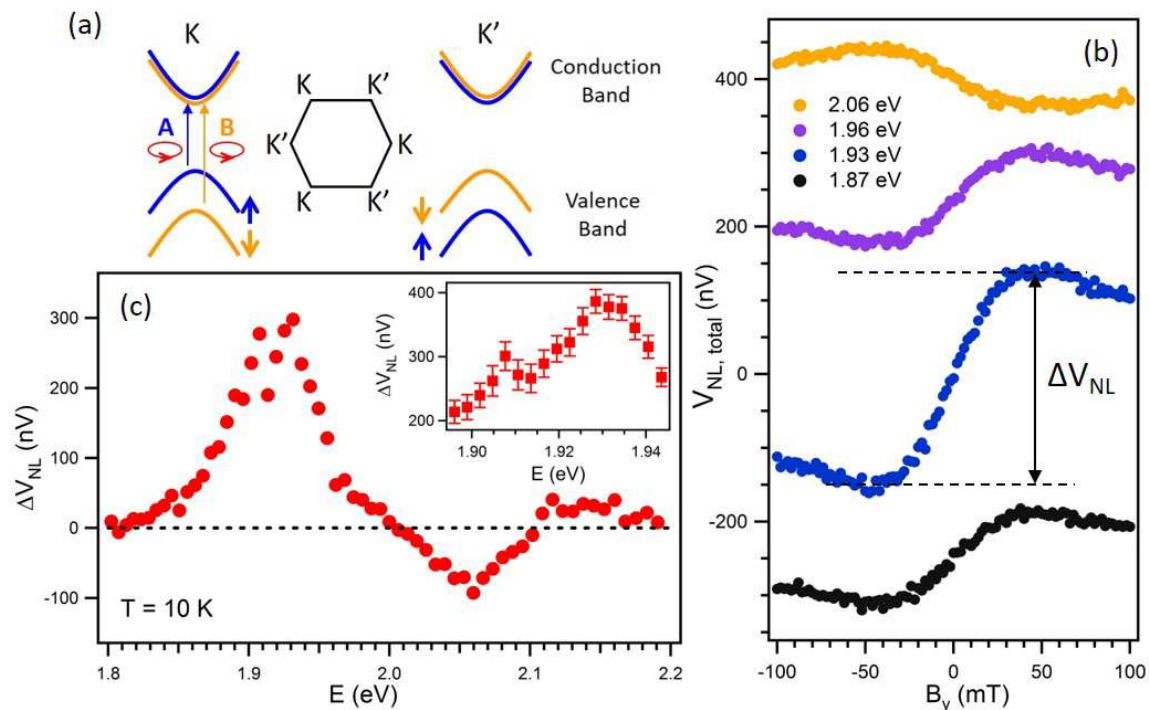 (a)
K
K'
Conduction
Band
A
B
K
K'
K'
K
K
K'
Valence
Band
(b)
2.06 eV
1.96 eV
1.93 eV
1.87 eV
V_NL, total (nV)
400
200
0
-200
ΔV_NL
-100
-50
0
50
100
B_y (mT)
(c)
ΔV_NL (nV)
300
200
100
0
-100
T = 10 K
1.8
1.9
2.0
2.1
2.2
E (eV)
ΔV_NL (nV)
400
300
200
1.90
1.92
1.94
E (eV)